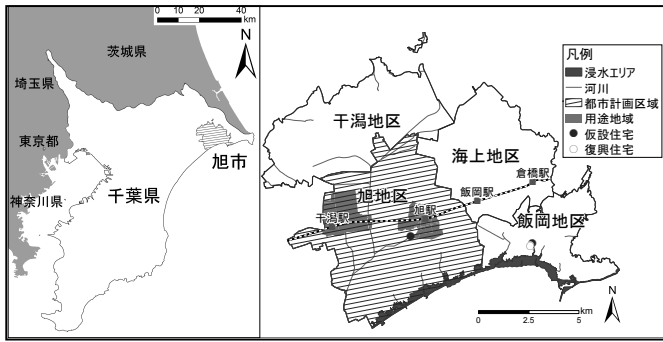 0 10 20 40
km
N
茨城県
埼玉県
東京都
旭市
千葉県
神奈川県
凡例
浸水エリア
河川
都市計画区域
用途地域
仮設住宅
復興住宅
干潟地区
海上地区
倉橋駅
飯岡駅
旭地区
干潟駅
旭駅
飯岡地区
N
0 2.5 5
km